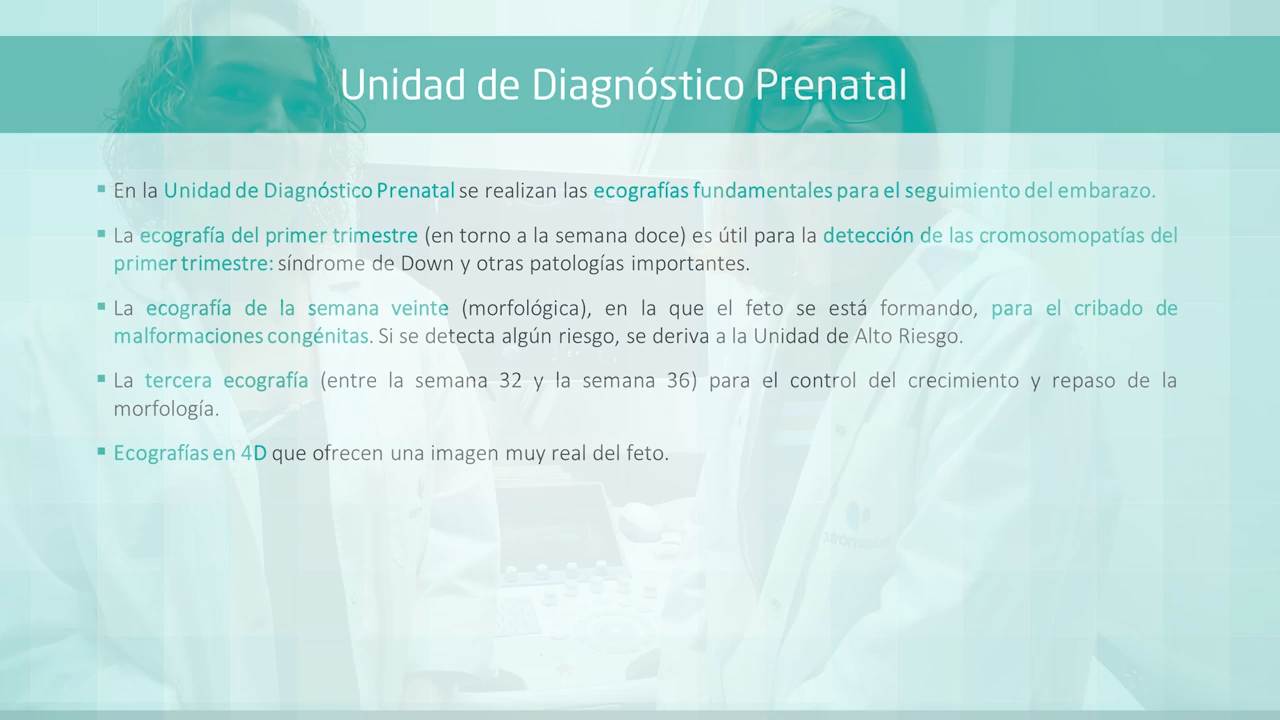 Unidad de Diagnóstico Prenatal
▪ En la Unidad de Diagnóstico Prenatal se realizan las ecografías fundamentales para el seguimiento del embarazo.
▪ La ecografía del primer trimestre (en torno a la semana doce) es útil para la detección de las cromosomopatías del
primer trimestre: síndrome de Down y otras patologías importantes.
▪ La ecografía de la semana veinte (morfológica), en la que el feto se está formando, para el cribado de
malformaciones congénitas. Si se detecta algún riesgo, se deriva a la Unidad de Alto Riesgo.
▪ La tercera ecografía (entre la semana 32 y la semana 36) para el control del crecimiento y repaso de la
morfología.
▪ Ecografías en 4D que ofrecen una imagen muy real del feto.